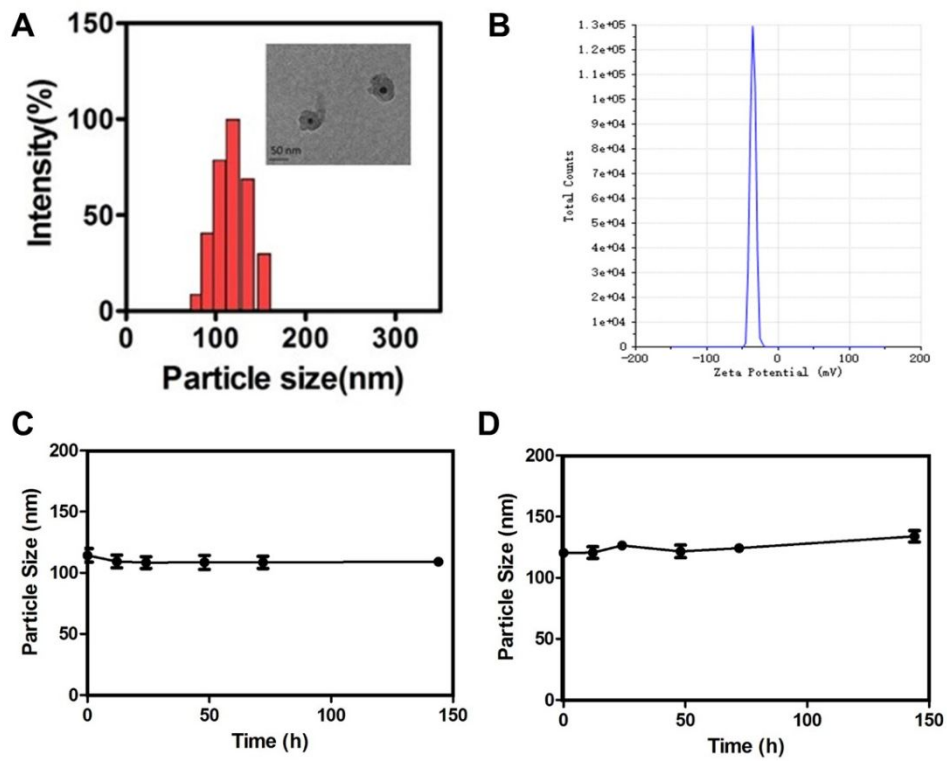 A
Intensity(%)
150
100
50
0
50 nm
0
100
200
300
Particle size(nm)
B
Total Counts
1.3e+05
1.2e+05
1.1e+05
1e+05
9e+04
8e+04
7e+04
6e+04
5e+04
4e+04
3e+04
2e+04
1e+04
0
-200
-100
0
100
200
Zeta Potential (mV)
C
Particle Size (nm)
200
150
100
50
0
0
50
100
150
Time (h)
D
Particle Size (nm)
200
150
100
50
0
0
50
100
150
Time (h)